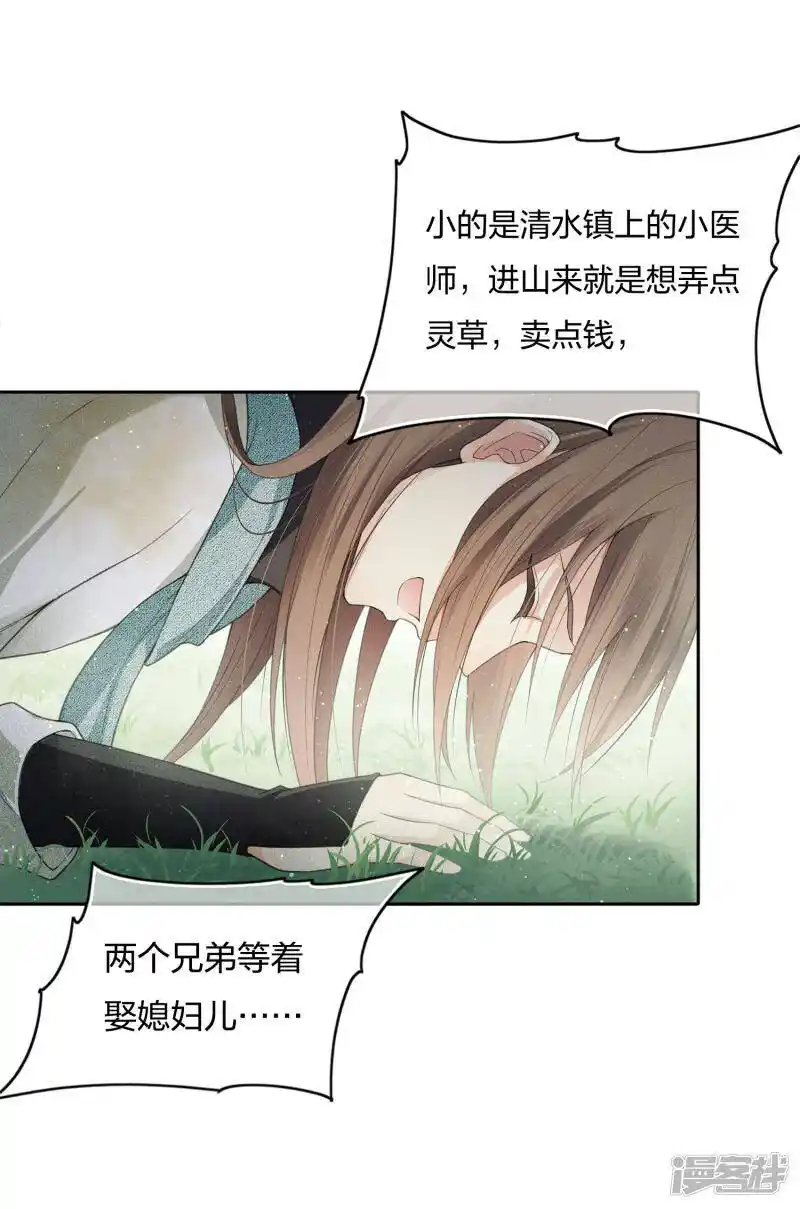 小的是清水镇上的小医
师，进山来就是想弄点
灵草，卖点钱，
两个兄弟等着
娶媳妇儿……
漫客栈